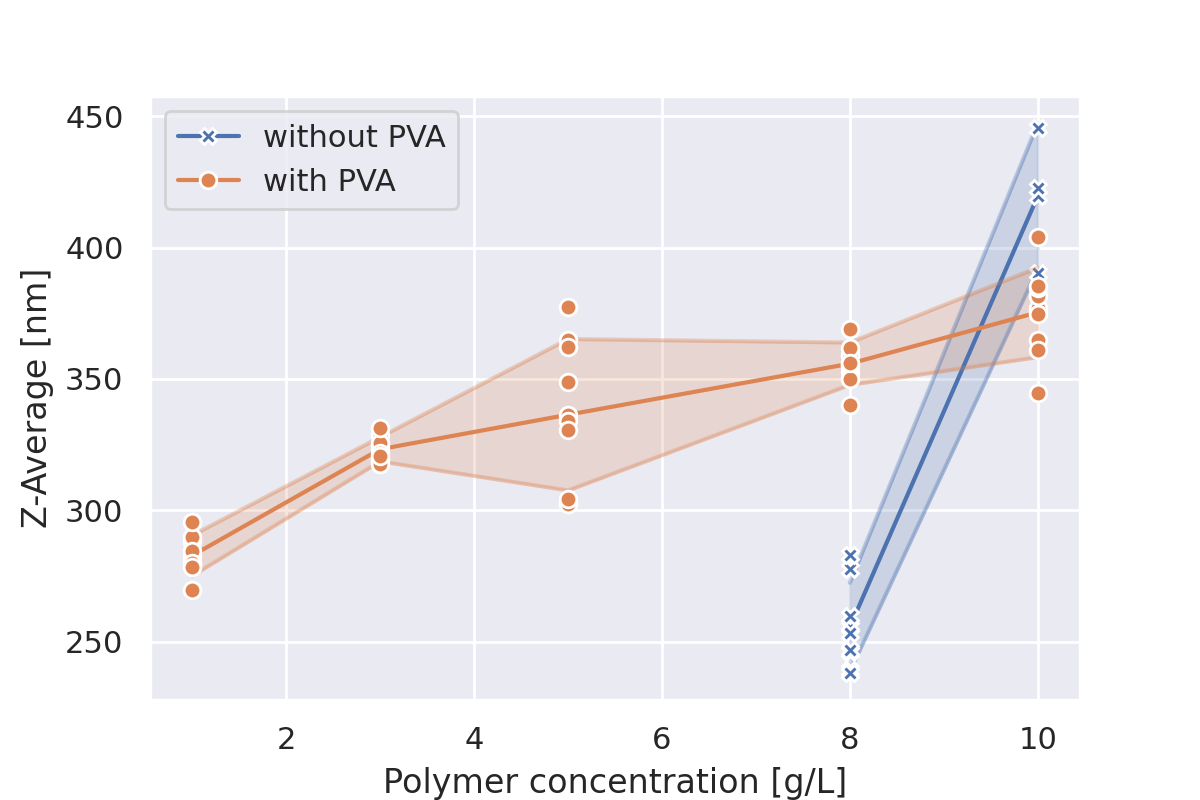 450
400
350
300
250
Z-Average [nm]
without PVA
with PVA
2 4 6 8 10
Polymer concentration [g/L]